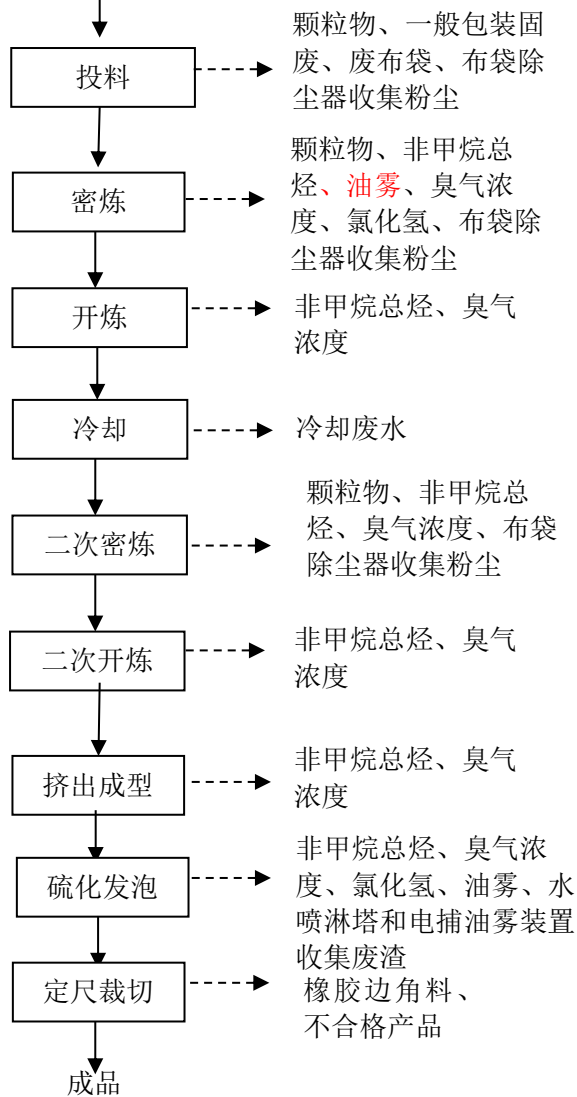 投料
颗粒物、一般包装固
废、废布袋、布袋除
尘器收集粉尘
密炼
颗粒物、非甲烷总
烃、油雾、臭气浓
度、氯化氢、布袋除
尘器收集粉尘
开炼
非甲烷总烃、臭气
浓度
冷却
冷却废水
二次密炼
颗粒物、非甲烷总
烃、臭气浓度、布袋
除尘器收集粉尘
二次开炼
非甲烷总烃、臭气
浓度
挤出成型
非甲烷总烃、臭气
浓度
硫化发泡
非甲烷总烃、臭气浓
度、氯化氢、油雾、水
喷淋塔和电捕油雾装置
收集废渣
定尺裁切
橡胶边角料、
不合格产品
成品